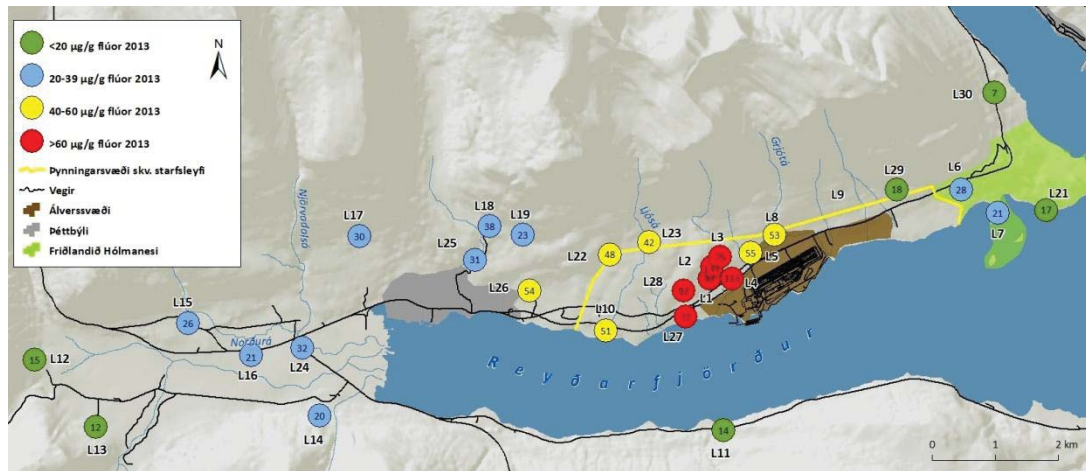 <20 µg/g flúor 2013
20-39 µg/g flúor 2013
40-60 µg/g flúor 2013
>60 µg/g flúor 2013
Þynningarsvæði skv. starfsleyfi
Vegir
Álverssvæði
Þéttbýli
Friðlandið Hólmanesi
N
L30
7
Grjótá
Njörvadalsá
Ljósá
L29
18
L6
28
L21
17
L7
21
L9
L8
53
L18
38
L19
23
L17
30
L23
42
L22
48
L3
L5
55
L25
31
L2
L4
L28
L1
L26
54
L10
51
L27
L15
26
Norðurá
L16
21
L24
32
L12
15
Reyðarfjörður
L14
20
L13
12
L11
14
0 1 2 km